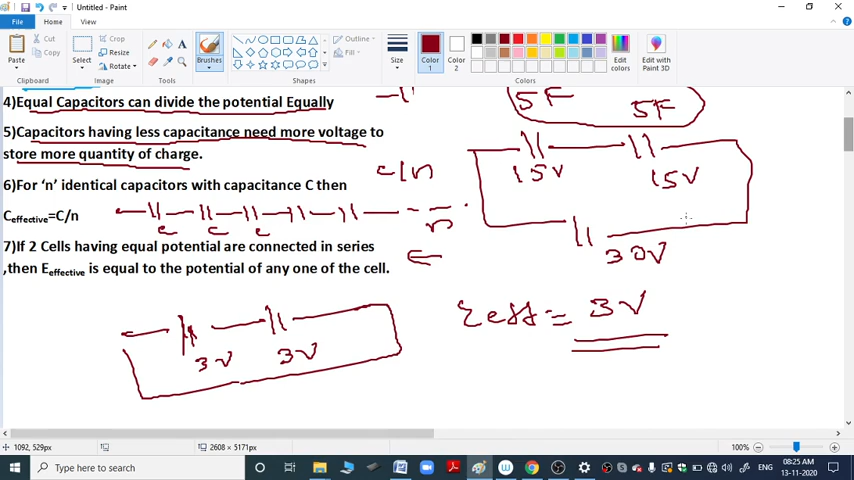 Untitled - Paint
File
Home
View
Paste
Cut
Copy
Clipboard
Select
Crop
Resize
Rotate
Image
Tools
Brushes
Shapes
Outline
Fill
Size
Color 1
Color 2
Colors
Edit colors
Edit with Paint 3D
4)Equal Capacitors can divide the potential Equally
5)Capacitors having less capacitance need more voltage to
store more quantity of charge.
6)For ‘n’ identical capacitors with capacitance C then
Ceffective=C/n
7)If 2 Cells having equal potential are connected in series
,then Eeffective is equal to the potential of any one of the cell.
5F
5F
15V
15V
30V
c/n
n
c
c
c
3V
3V
Eeff = 3V
1092, 529px
2608 × 5171px
100%
Type here to search
ENG
08:25 AM
13-11-2020